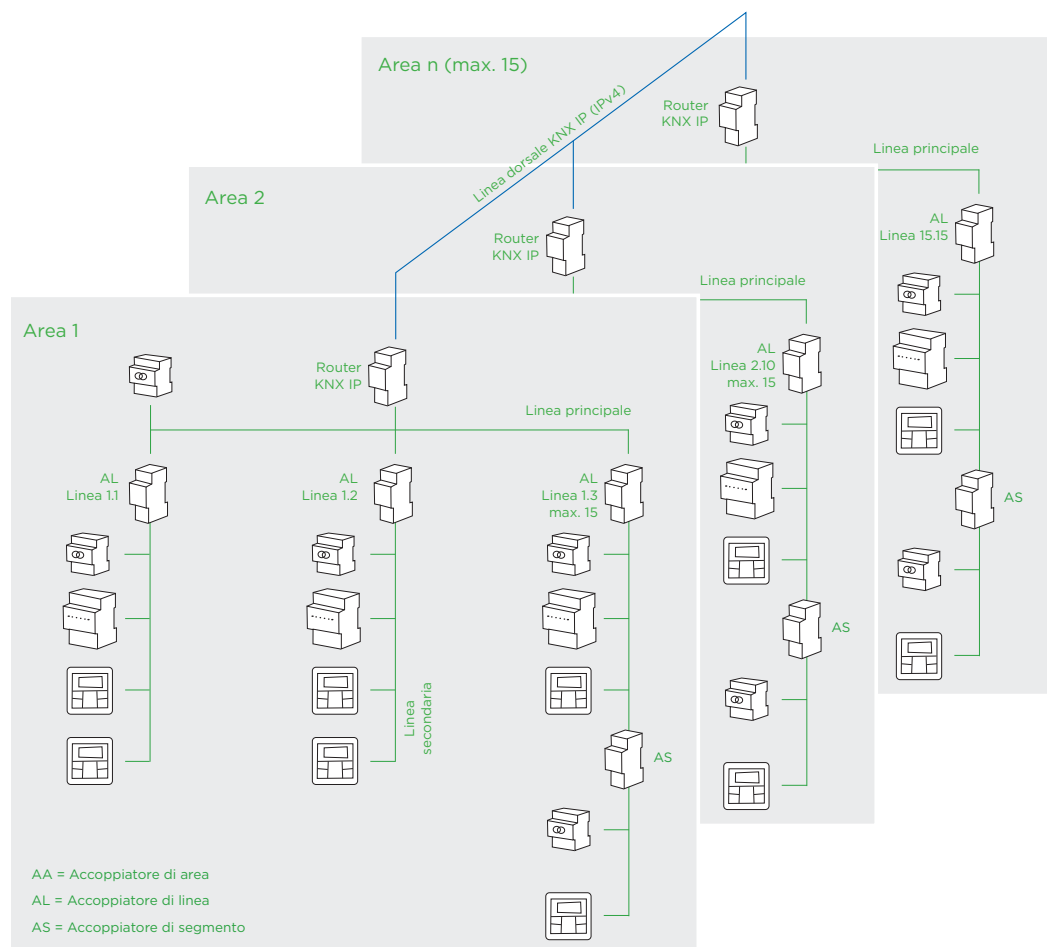 Area n (max. 15)
Router
KNX IP
Linea dorsale KNX IP (IPv4)
Linea principale
AL
Linea 15.15
AS
Area 2
Router
KNX IP
Linea principale
AL
Linea 2.10
max. 15
AS
Area 1
Router
KNX IP
Linea principale
AL
Linea 1.1
AL
Linea 1.2
AL
Linea 1.3
max. 15
Linea
secondaria
AS
AA = Accoppiatore di area
AL = Accoppiatore di linea
AS = Accoppiatore di segmento